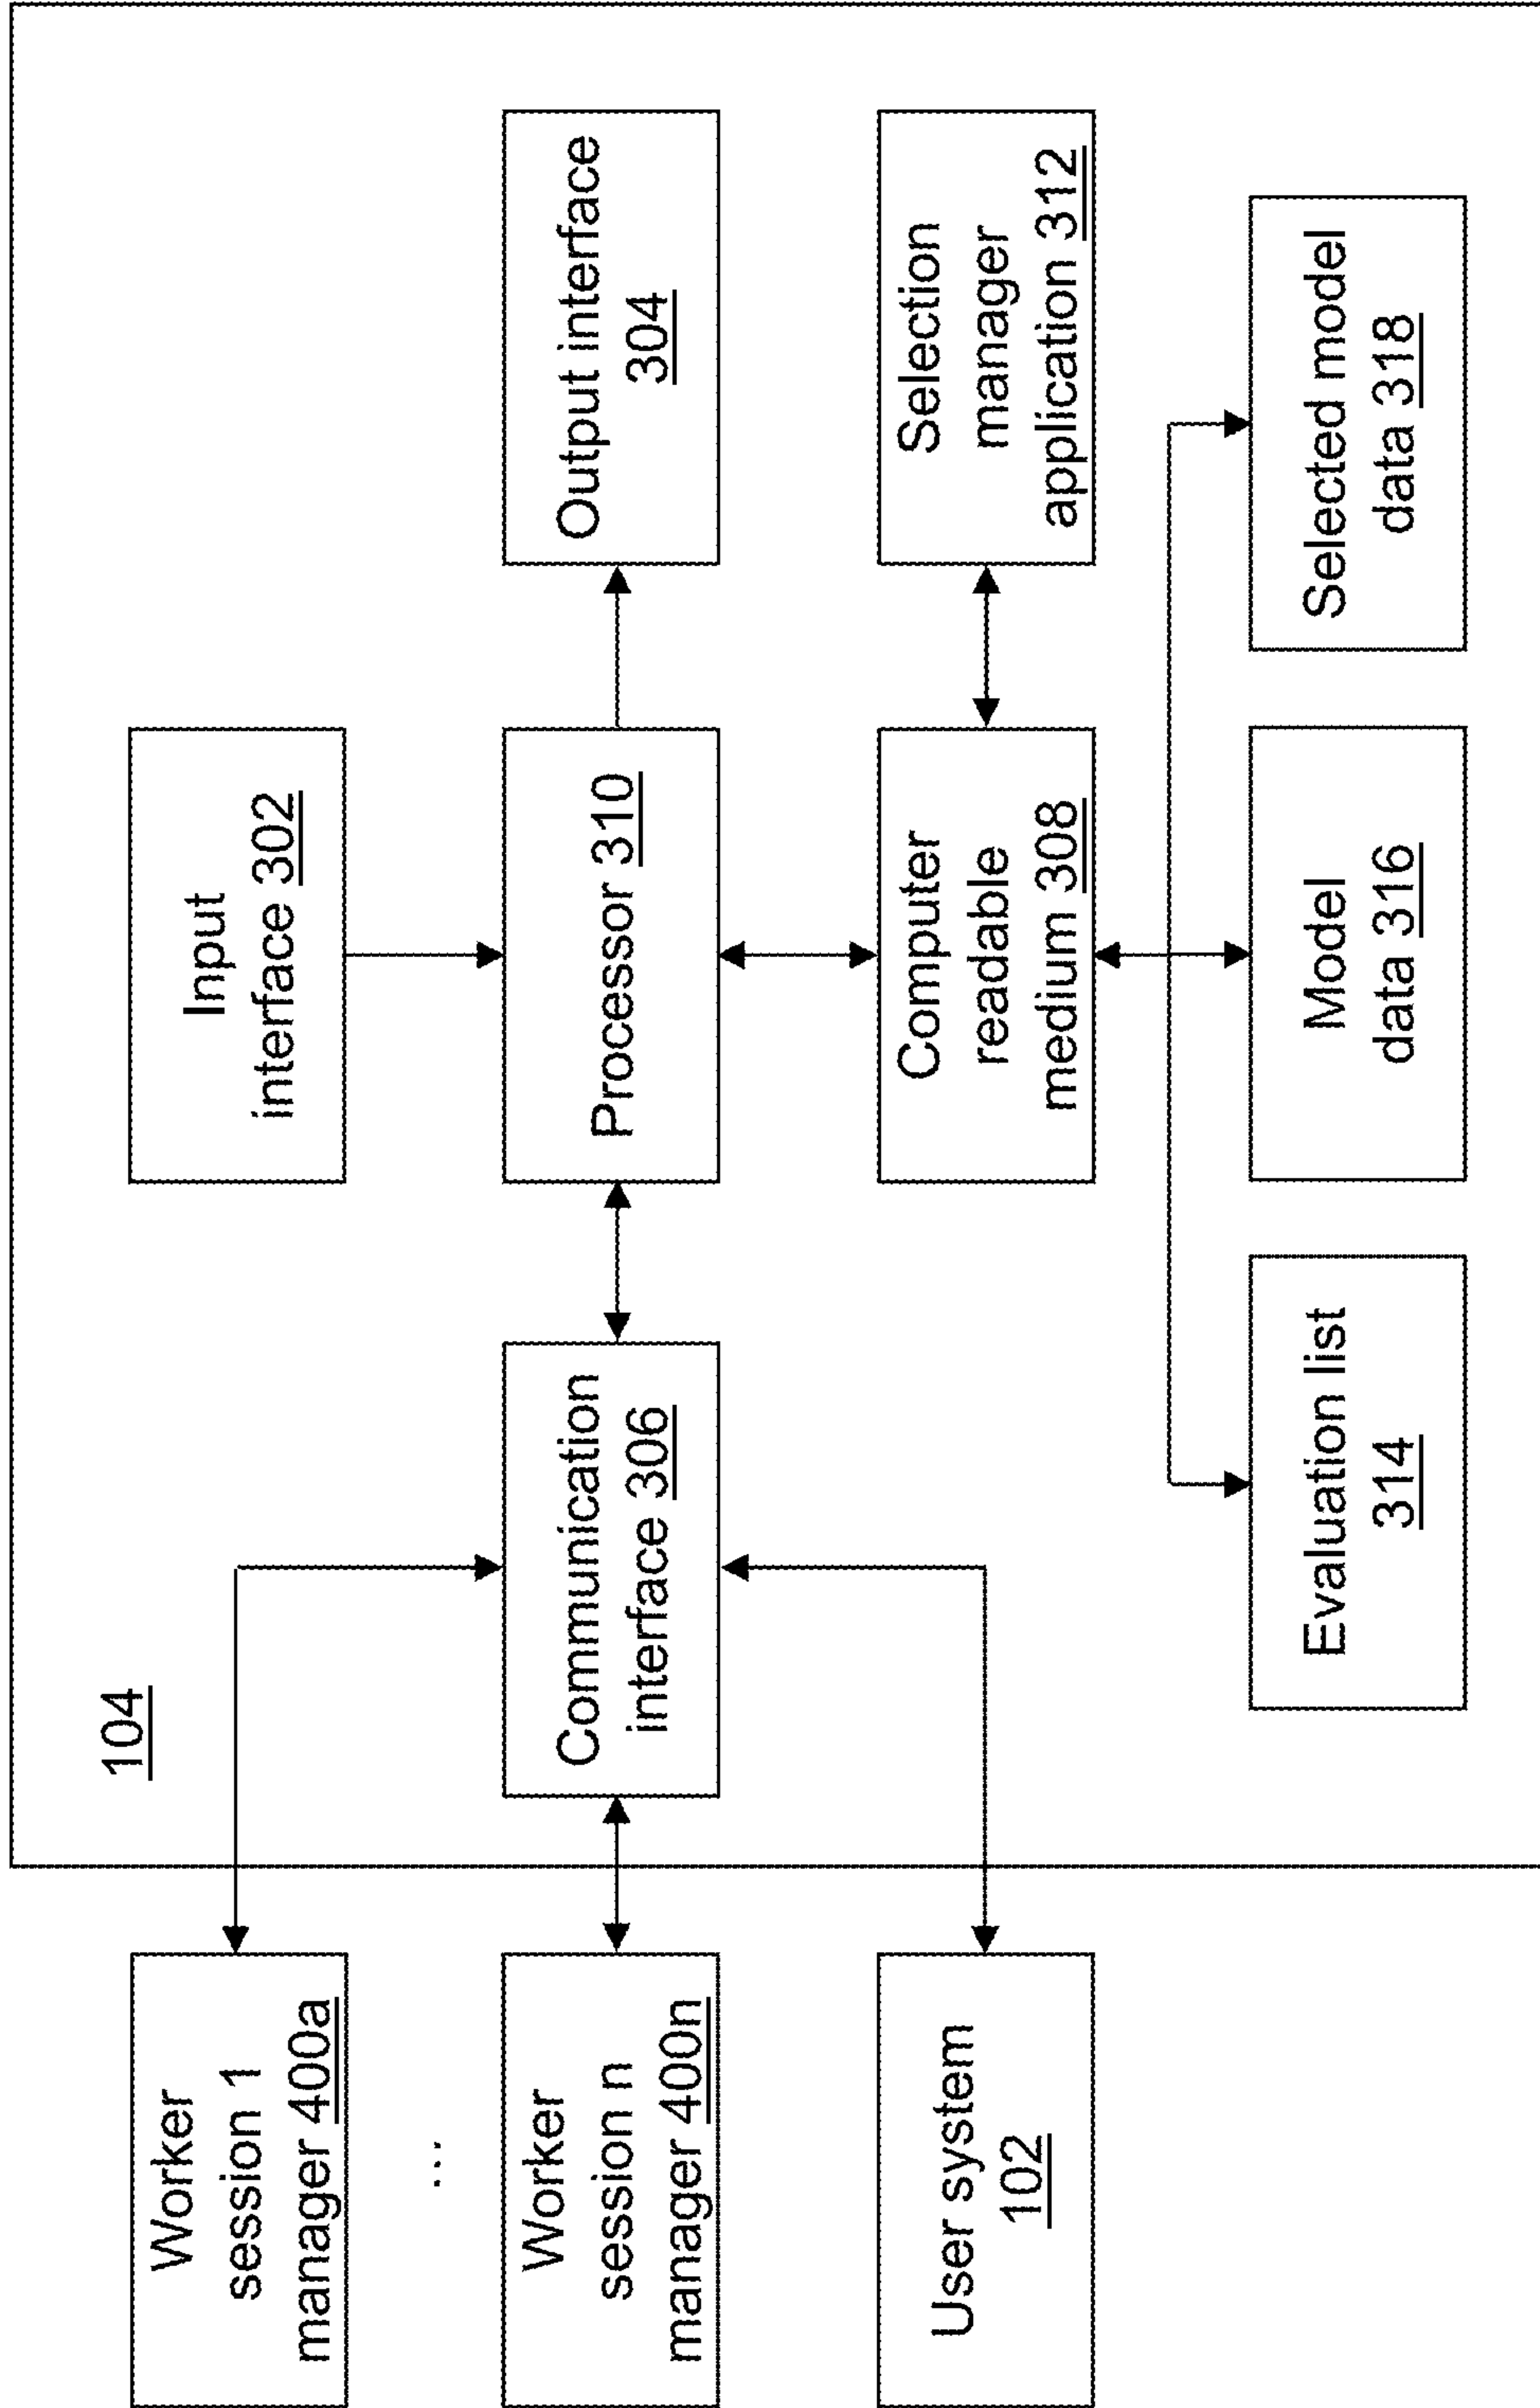 104
Input
interface 302
Worker
session 1
manager 400a
...
Worker
session n
manager 400n
Communication
interface 306
Processor 310
Output interface
304
User system
102
Computer
readable
medium 308
Selection
manager
application 312
Evaluation list
314
Model
data 316
Selected model
data 318